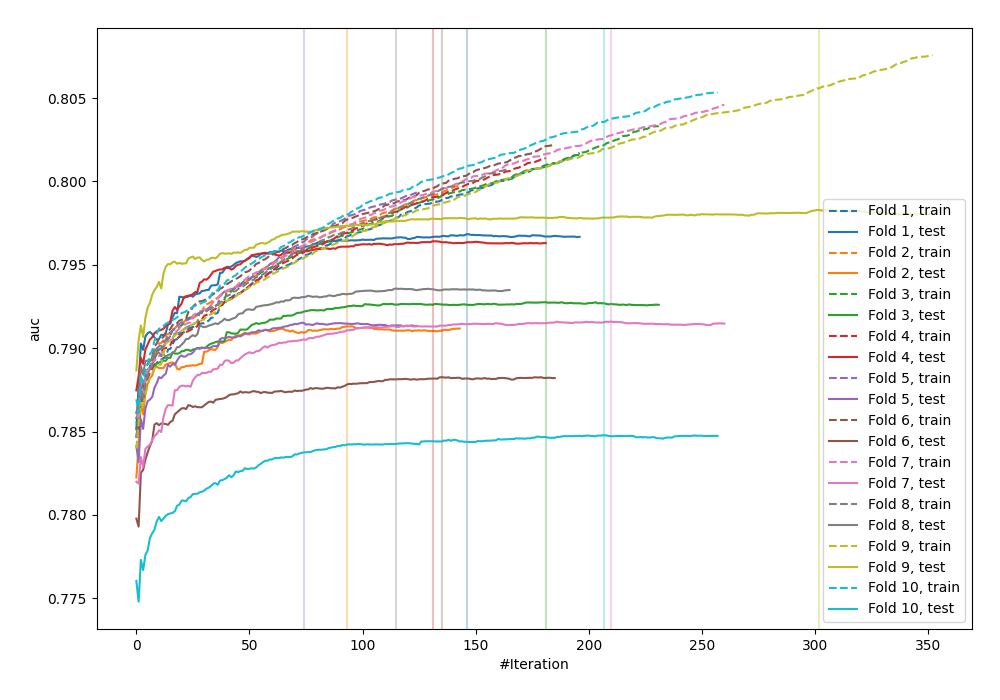 0.805
0.800
0.795
0.790
0.785
0.780
0.775
auc
0
50
100
150
200
250
300
350
#Iteration
Fold 1, train
Fold 1, test
Fold 2, train
Fold 2, test
Fold 3, train
Fold 3, test
Fold 4, train
Fold 4, test
Fold 5, train
Fold 5, test
Fold 6, train
Fold 6, test
Fold 7, train
Fold 7, test
Fold 8, train
Fold 8, test
Fold 9, train
Fold 9, test
Fold 10, train
Fold 10, test